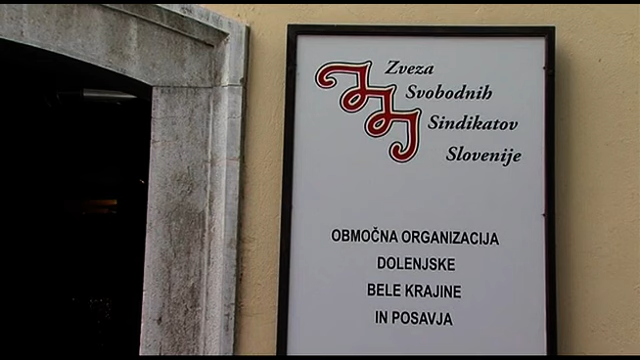 Zveza
Svobodnih
Sindikatov
Slovenije
OBMOČNA ORGANIZACIJA
DOLENJSKE
BELE KRAJINE
IN POSAVJA